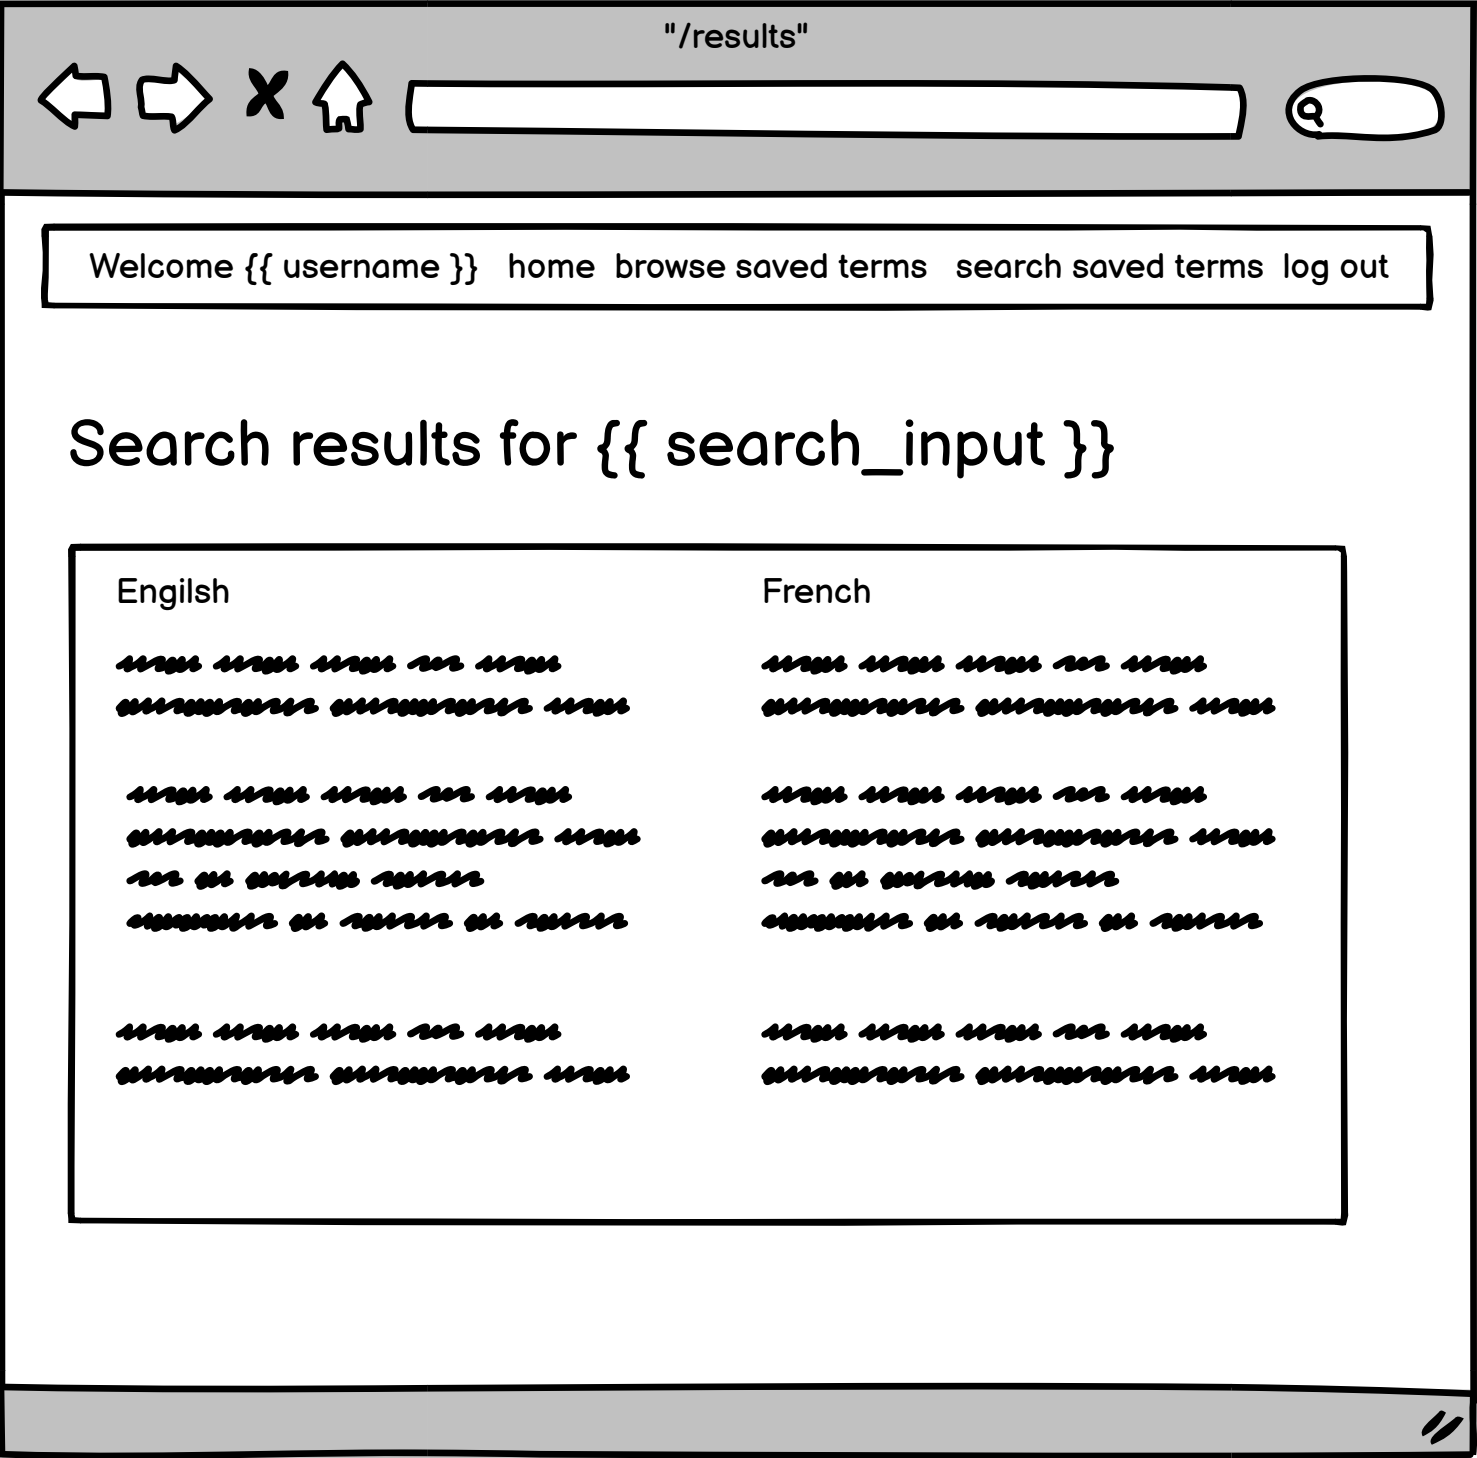 "/results"
Welcome {{ username }} home browse saved terms search saved terms log out
Search results for {{ search_input }}
Engilsh French